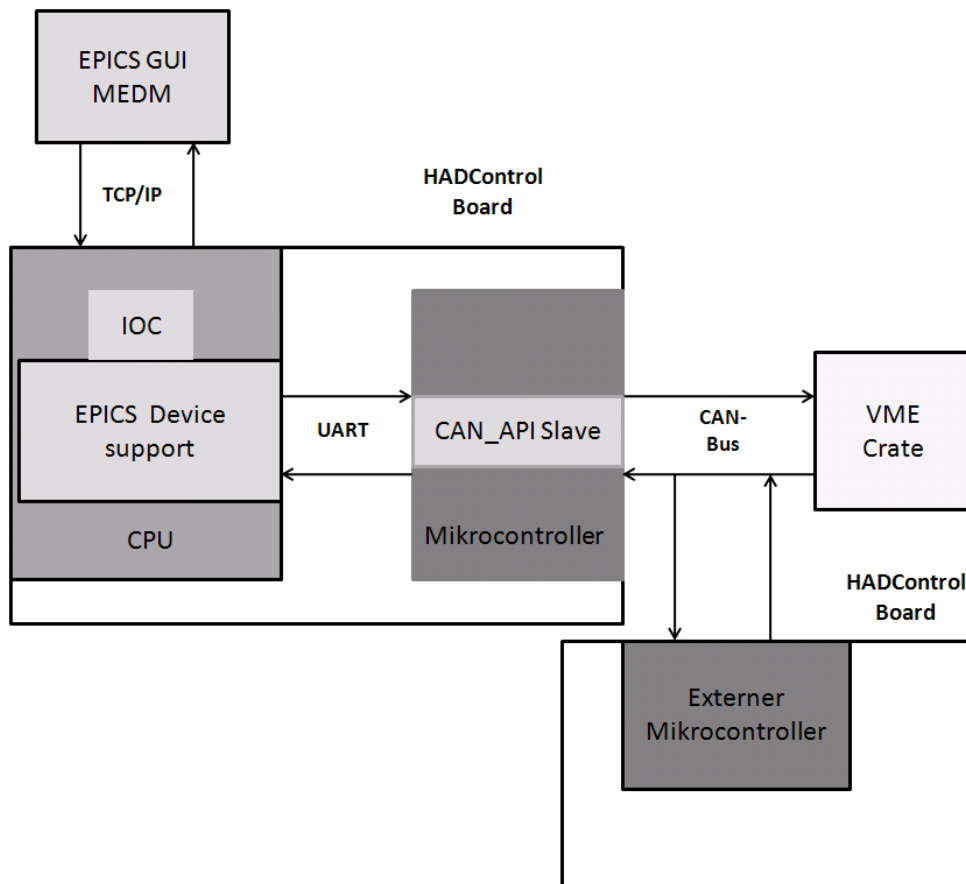 EPICS GUI
MEDM
TCP/IP
HADControl
Board
IOC
EPICS  Device
support
CPU
UART
CAN_API Slave
Mikrocontroller
CAN-
Bus
VME
Crate
HADControl
Board
Externer
Mikrocontroller